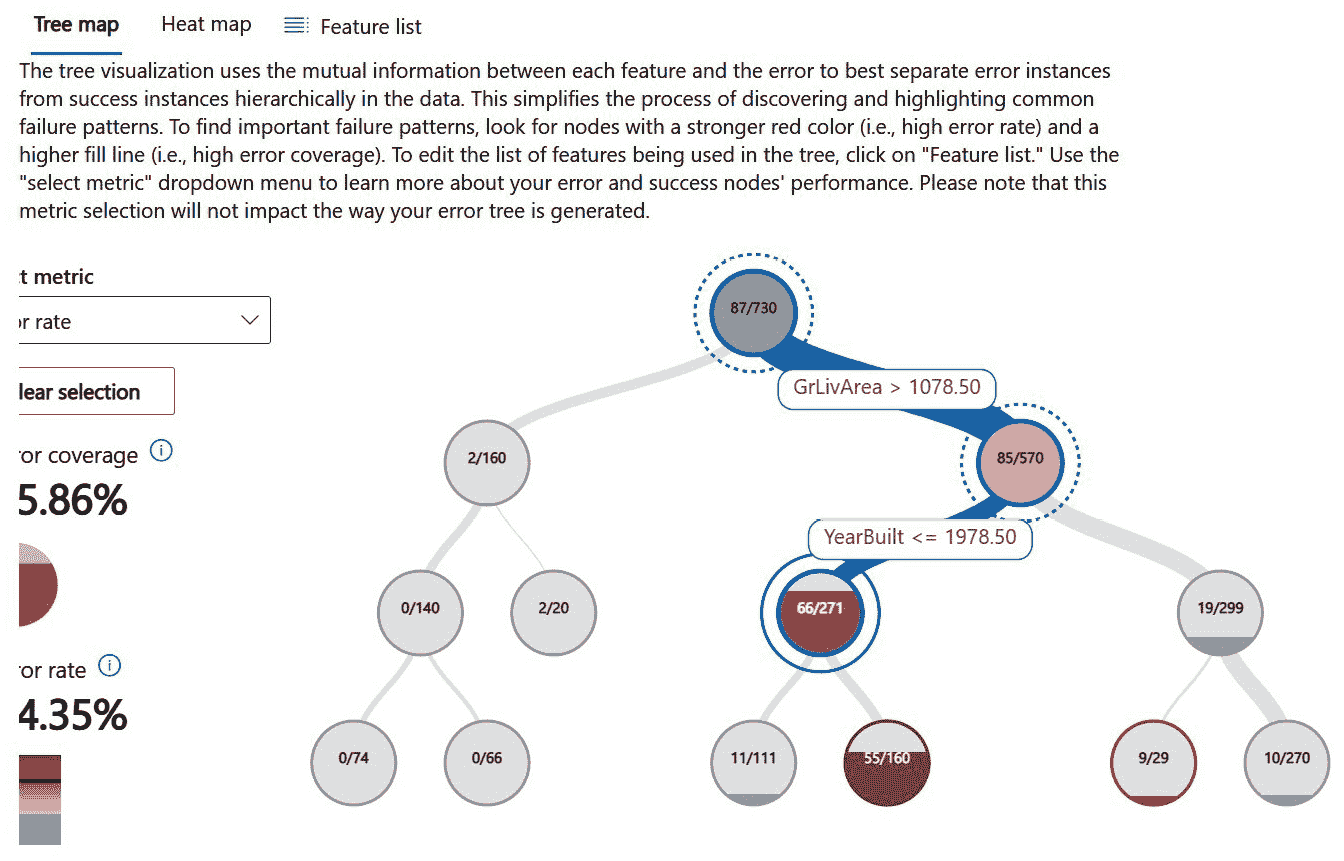 Tree map Heat map Feature list
The tree visualization uses the mutual information between each feature and the error to best separate error instances
from success instances hierarchically in the data. This simplifies the process of discovering and highlighting common
failure patterns. To find important failure patterns, look for nodes with a stronger red color (i.e., high error rate) and a
higher fill line (i.e., high error coverage). To edit the list of features being used in the tree, click on "Feature list." Use the
"select metric" dropdown menu to learn more about your error and success nodes' performance. Please note that this
metric selection will not impact the way your error tree is generated.
t metric
or rate
lear selection
ror coverage
5.86%
ror rate
4.35%
87/730
GrLivArea > 1078.50
2/160
85/570
YearBuilt <= 1978.50
0/140
2/20
66/271
19/299
0/74
0/66
11/111
55/160
9/29
10/270